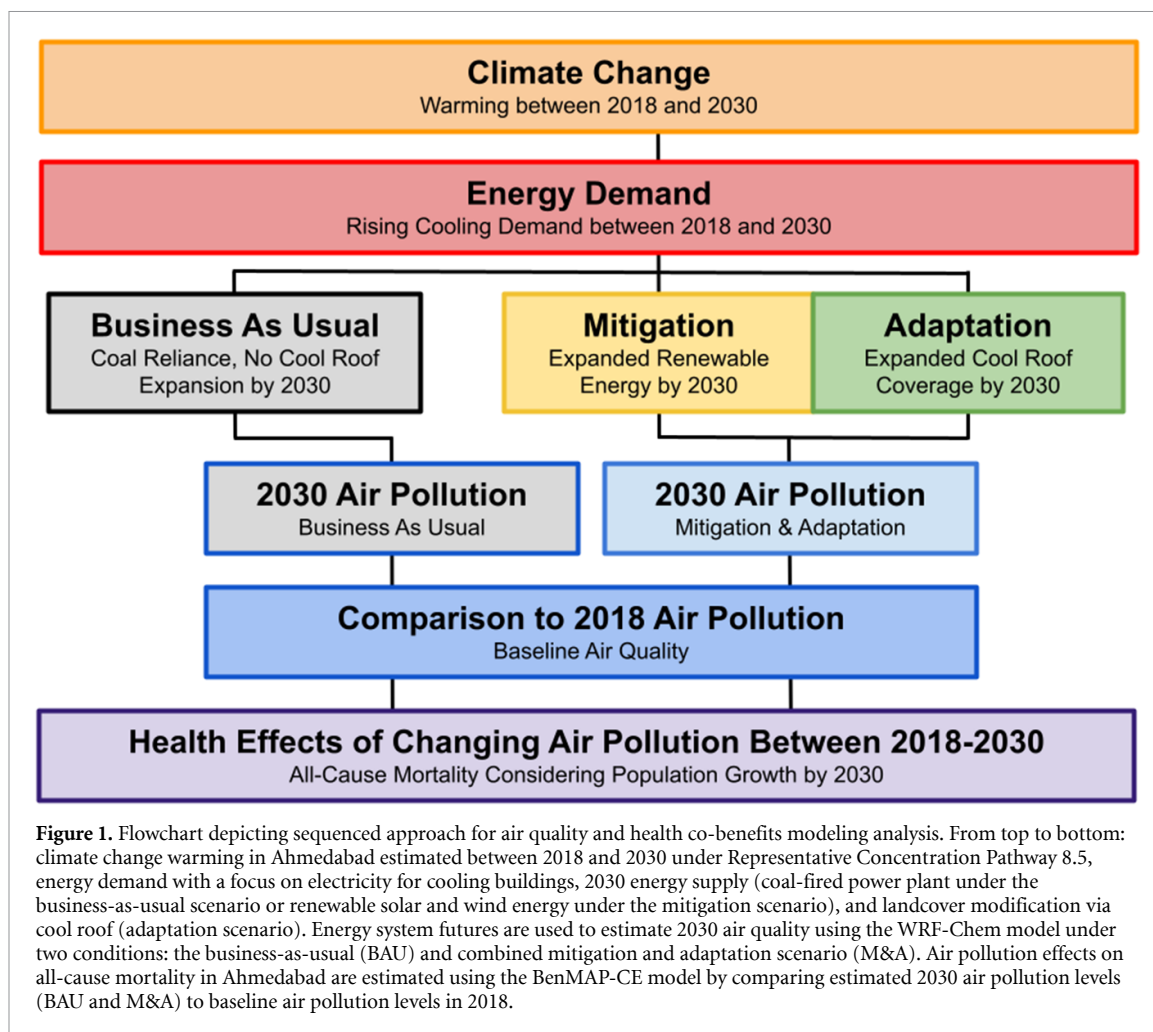 Climate Change
Warming between 2018 and 2030
Energy Demand
Rising Cooling Demand between 2018 and 2030
Business As Usual
Coal Reliance, No Cool Roof
Expansion by 2030
Mitigation
Expanded Renewable
Energy by 2030
Adaptation
Expanded Cool Roof
Coverage by 2030
2030 Air Pollution
Business As Usual
2030 Air Pollution
Mitigation & Adaptation
Comparison to 2018 Air Pollution
Baseline Air Quality
Health Effects of Changing Air Pollution Between 2018-2030
All-Cause Mortality Considering Population Growth by 2030
Figure 1. Flowchart depicting sequenced approach for air quality and health co-benefits modeling analysis. From top to bottom:
climate change warming in Ahmedabad estimated between 2018 and 2030 under Representative Concentration Pathway 8.5,
energy demand with a focus on electricity for cooling buildings, 2030 energy supply (coal-fired power plant under the
business-as-usual scenario or renewable solar and wind energy under the mitigation scenario), and landcover modification via
cool roof (adaptation scenario). Energy system futures are used to estimate 2030 air quality using the WRF-Chem model under
two conditions: the business-as-usual (BAU) and combined mitigation and adaptation scenario (M&A). Air pollution effects on
all-cause mortality in Ahmedabad are estimated using the BenMAP-CE model by comparing estimated 2030 air pollution levels
(BAU and M&A) to baseline air pollution levels in 2018.